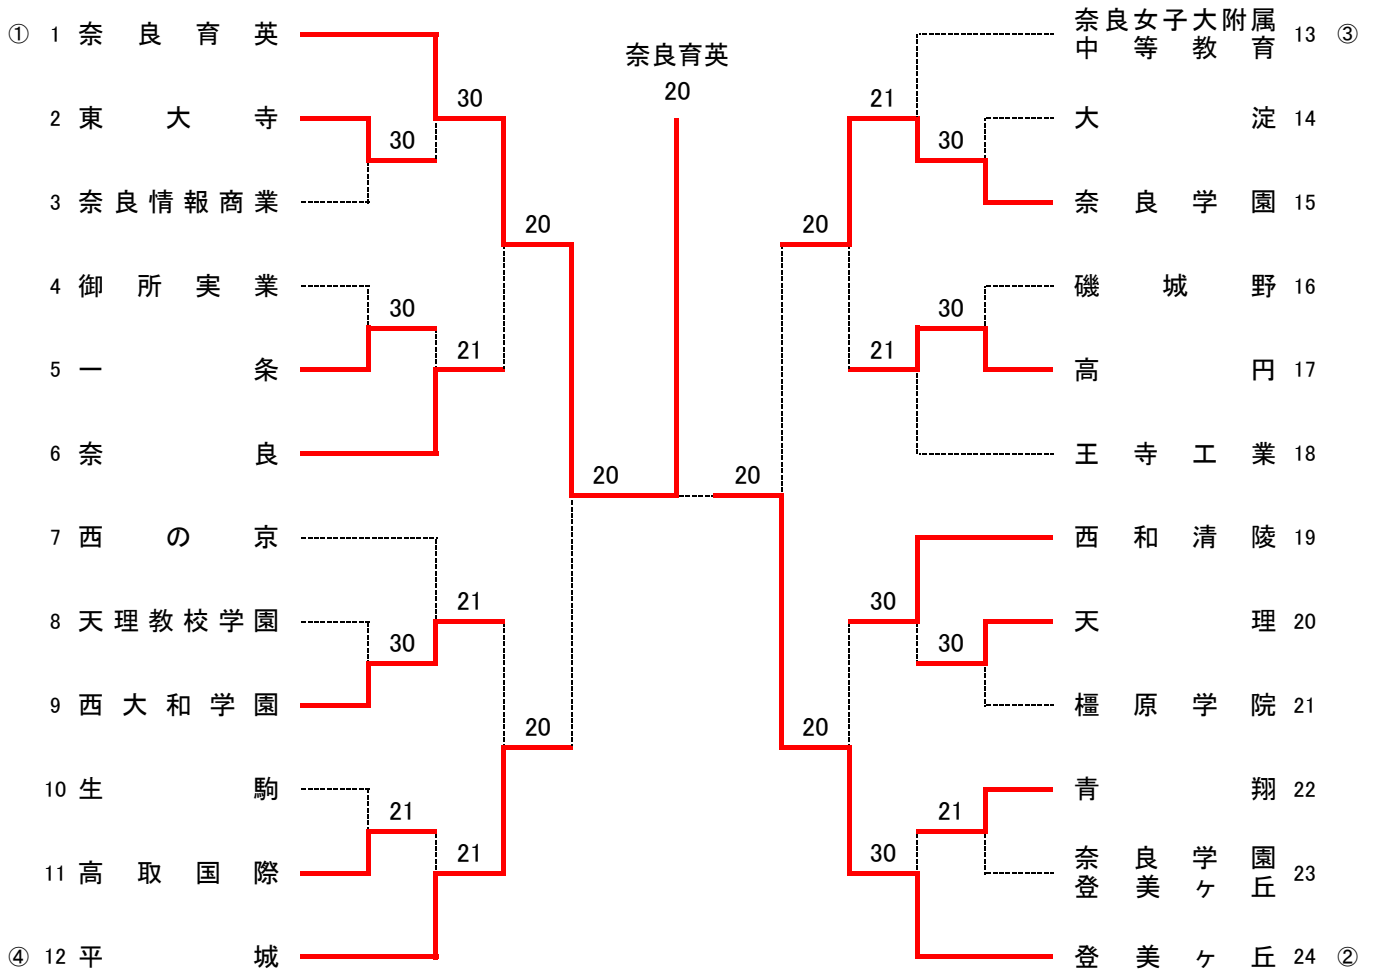 ① 1 奈良育英
2 東大寺
3 奈良情報商業
4 御所実業
5 一条
6 奈良
7 西の京
8 天理教校学園
9 西大和学園
10 生駒
11 高取国際
④ 12 平城
30
30
20
30
21
21
30
20
21
21
20
奈良育英
20
20
21
30
20
30
21
30
30
20
21
30
奈良女子大附属
中等教育 13 ③
大淀 14
奈良学園 15
磯城野 16
高円 17
王寺工業 18
西和清陵 19
天理 20
橿原学院 21
青翔 22
奈良学園
登美ヶ丘 23
登美ヶ丘 24 ②